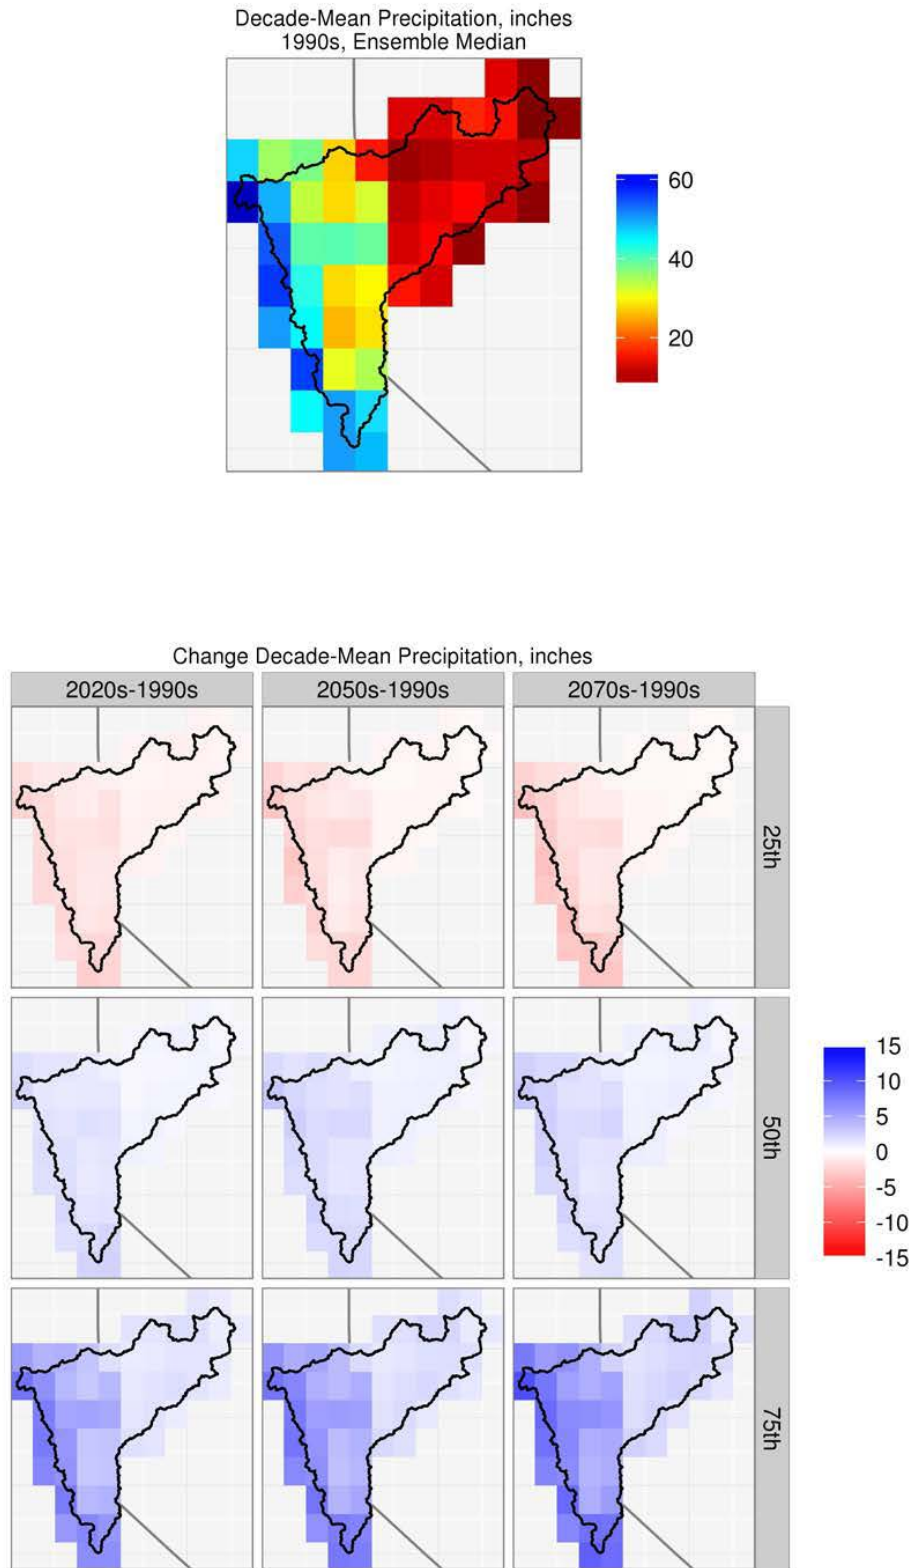 Decade-Mean Precipitation, inches
1990s, Ensemble Median
60
40
20
Change Decade-Mean Precipitation, inches
2020s-1990s 2050s-1990s 2070s-1990s
25th
50th
15
10
5
0
-5
-10
-15
75th